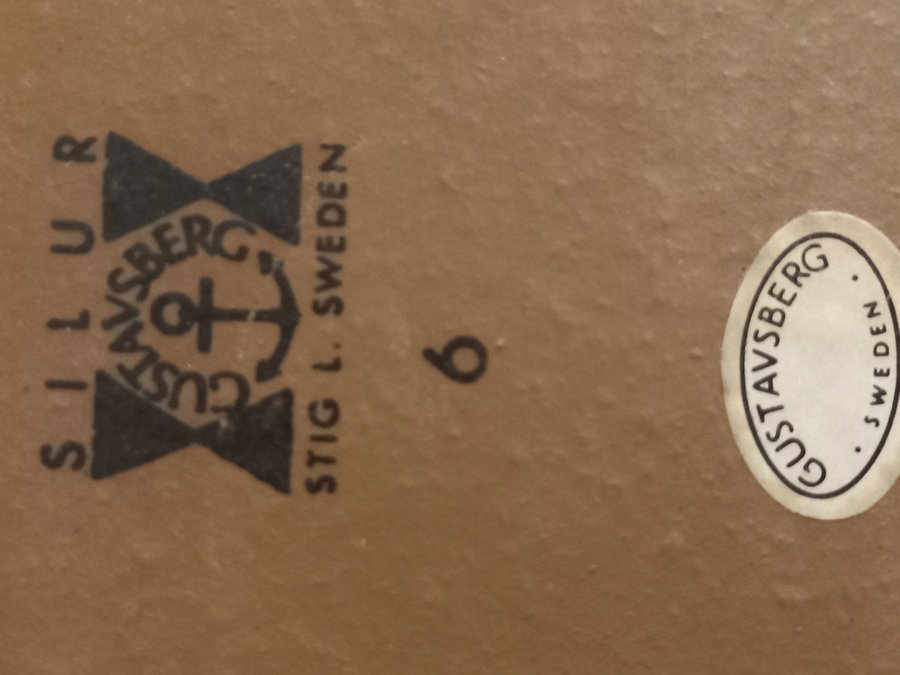 SILUR
GUSTAVSBERG
STIG L. SWEDEN
6
GUSTAVSBERG
· SWEDEN ·